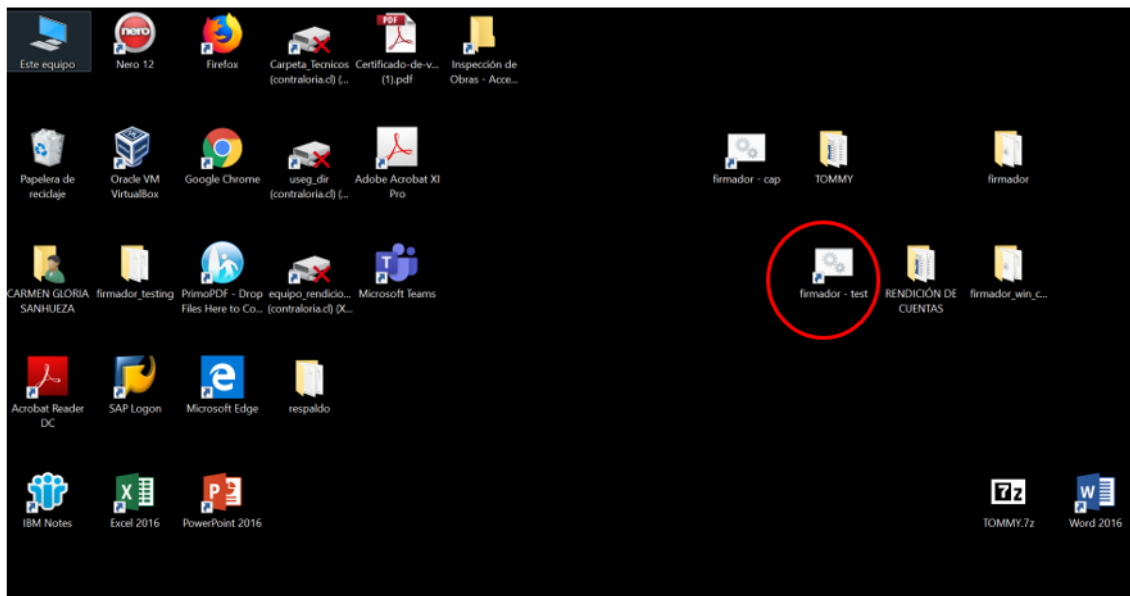 Este equipo
Nero 12
Firefox
Carpeta_Tecnicos
(contraloria.cl) (...
Certificado-de-v...
(1).pdf
Inspección de
Obras - Acce...
Papelera de
reciclaje
Oracle VM
VirtualBox
Google Chrome
useg_dir
(contraloria.cl) (...
Adobe Acrobat XI
Pro
firmador - cap
TOMMY
firmador
CARMEN GLORIA
SANHUEZA
firmador_testing
PrimoPDF - Drop
Files Here to Co...
equipo_rendicio...
(contraloria.cl) (X...
Microsoft Teams
firmador - test
RENDICIÓN DE
CUENTAS
firmador_win_c...
Acrobat Reader
DC
SAP Logon
Microsoft Edge
respaldo
IBM Notes
Excel 2016
PowerPoint 2016
TOMMY.7z
Word 2016
nero
PDF
7z